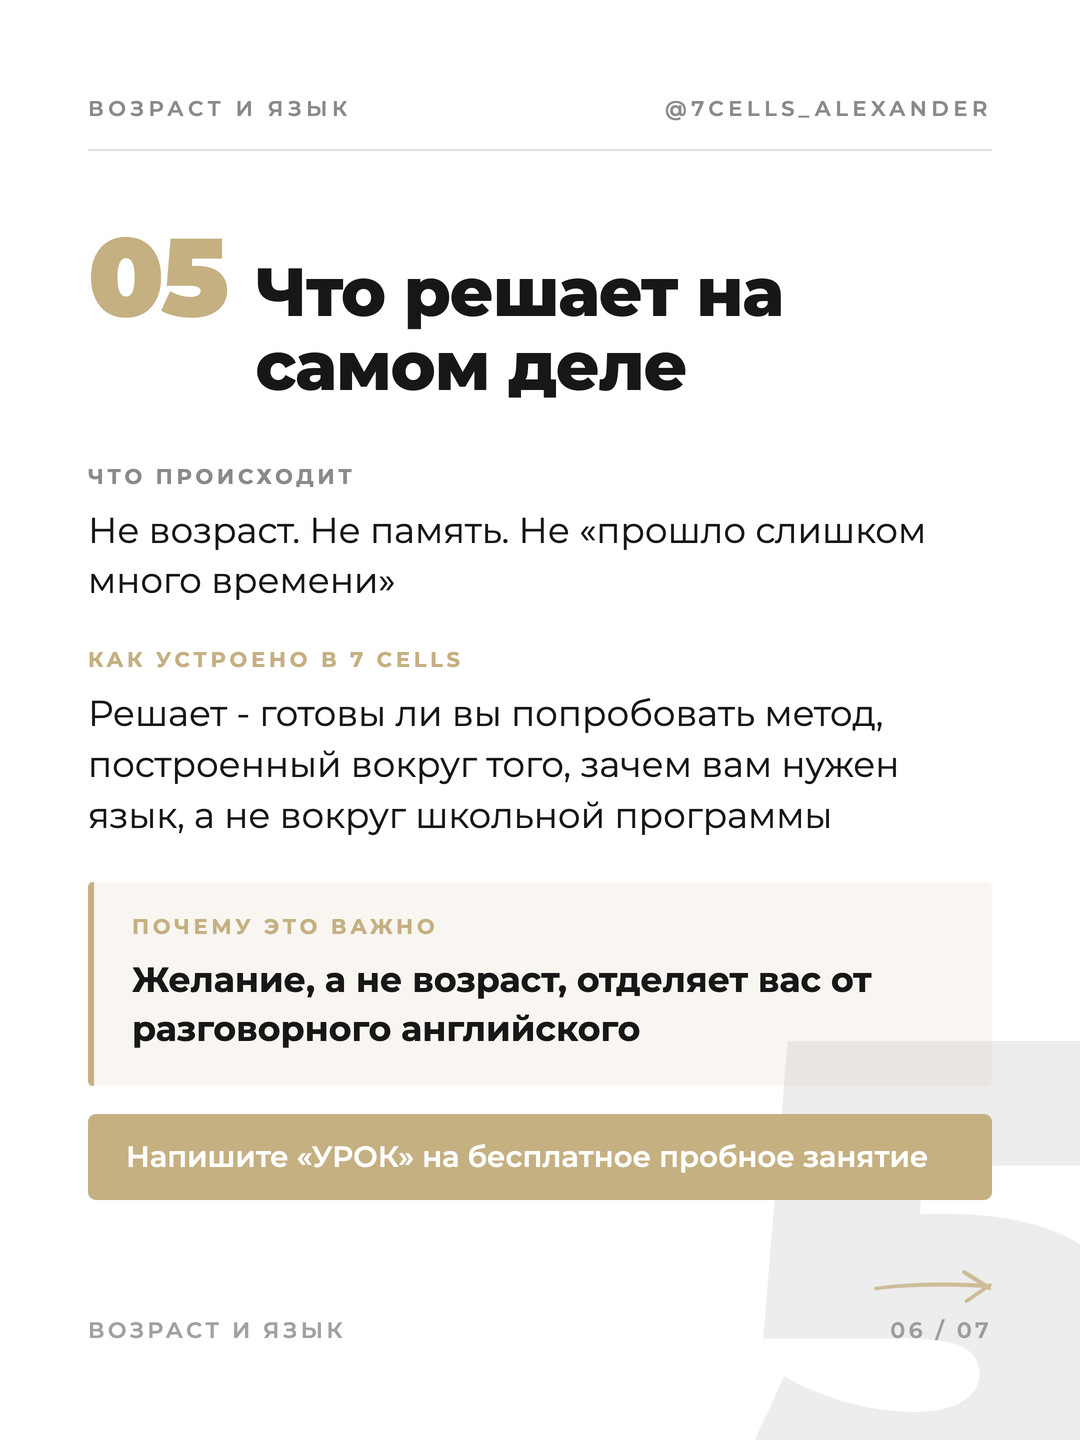 ВОЗРАСТ И ЯЗЫК
@7CELLS_ALEXANDER
05
Что решает на
самом деле
ЧТО ПРОИСХОДИТ
Не возраст. Не память. Не «прошло слишком
много времени»
КАК УСТРОЕНО В 7 CELLS
Решает - готовы ли вы попробовать метод,
построенный вокруг того, зачем вам нужен
язык, а не вокруг школьной программы
ПОЧЕМУ ЭТО ВАЖНО
Желание, а не возраст, отделяет вас от
разговорного английского
Напишите «УРОК» на бесплатное пробное занятие
ВОЗРАСТ И ЯЗЫК
06 / 07
5